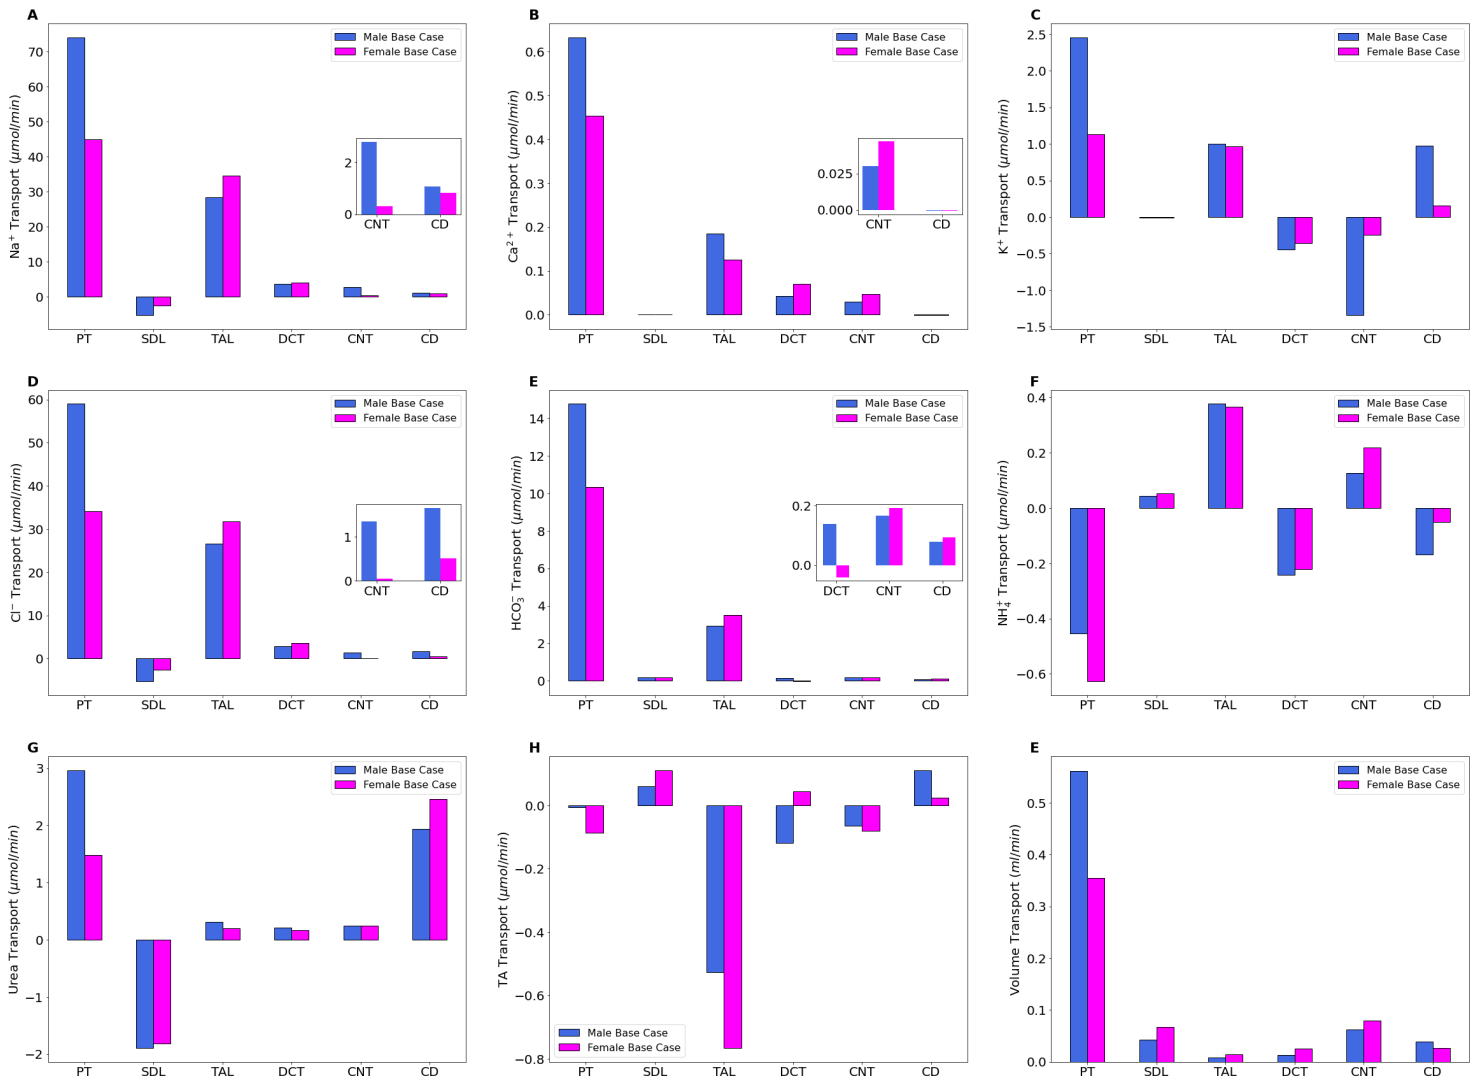 A
Na⁺ Transport (μmol/min)
70
60
50
40
30
20
10
0
Male Base Case
Female Base Case
2
0
CNT CD
PT SDL TAL DCT CNT CD
B
Ca²⁺ Transport (μmol/min)
0.6
0.5
0.4
0.3
0.2
0.1
0.0
Male Base Case
Female Base Case
0.025
0.000
CNT CD
PT SDL TAL DCT CNT CD
C
K⁺ Transport (μmol/min)
2.5
2.0
1.5
1.0
0.5
0.0
−0.5
−1.0
−1.5
Male Base Case
Female Base Case
PT SDL TAL DCT CNT CD
D
Cl⁻ Transport (μmol/min)
60
50
40
30
20
10
0
Male Base Case
Female Base Case
1
0
CNT CD
PT SDL TAL DCT CNT CD
E
HCO₃⁻ Transport (μmol/min)
14
12
10
8
6
4
2
0
Male Base Case
Female Base Case
0.2
0.0
DCT CNT CD
PT SDL TAL DCT CNT CD
F
NH₄⁺ Transport (μmol/min)
0.4
0.2
0.0
−0.2
−0.4
−0.6
Male Base Case
Female Base Case
PT SDL TAL DCT CNT CD
G
Urea Transport (μmol/min)
3
2
1
0
−1
−2
Male Base Case
Female Base Case
PT SDL TAL DCT CNT CD
H
TA Transport (μmol/min)
0.0
−0.2
−0.4
−0.6
−0.8
Male Base Case
Female Base Case
PT SDL TAL DCT CNT CD
E
Volume Transport (ml/min)
0.5
0.4
0.3
0.2
0.1
0.0
Male Base Case
Female Base Case
PT SDL TAL DCT CNT CD